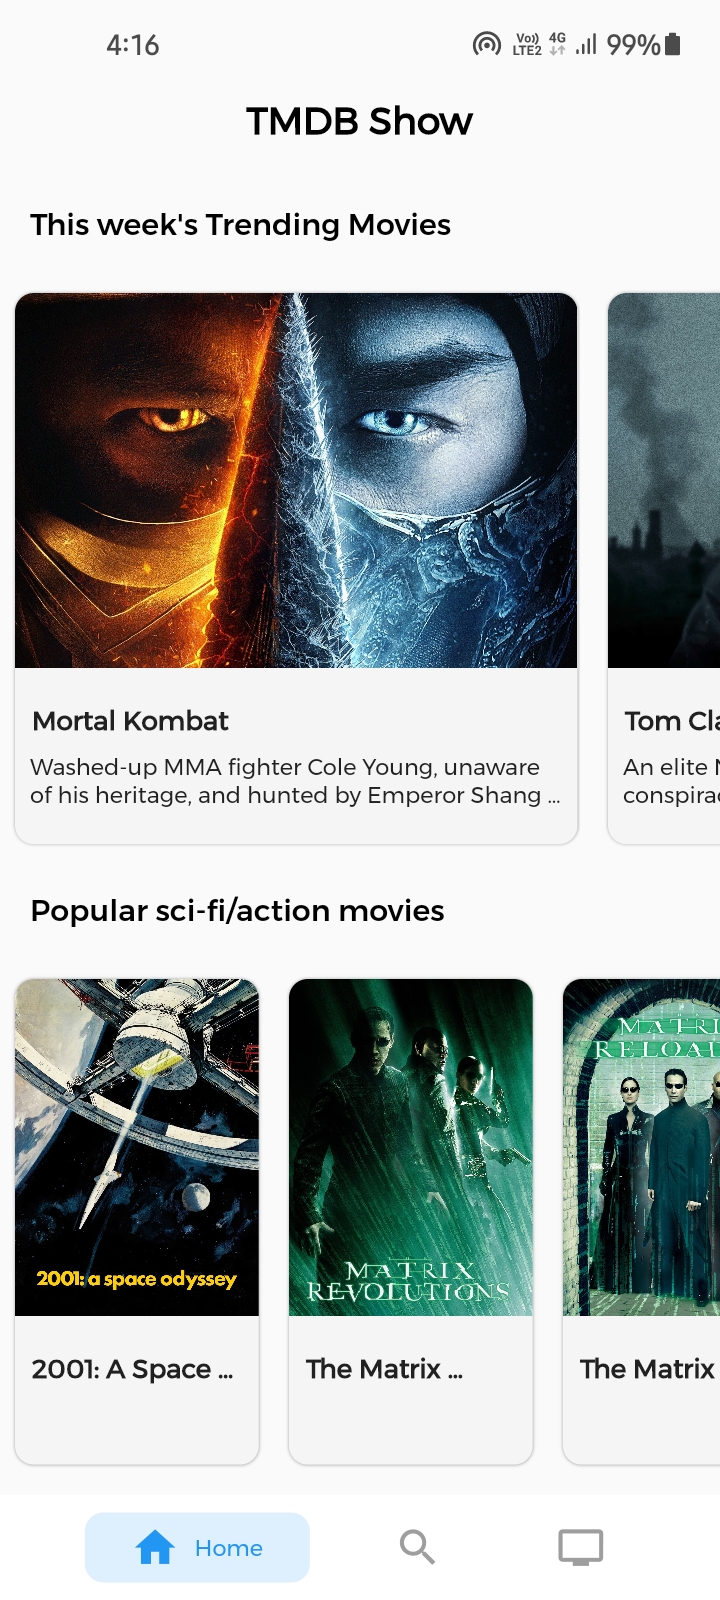 4:16
Vo)) LTE2 4G 99%
TMDB Show
This week's Trending Movies
Mortal Kombat
Washed-up MMA fighter Cole Young, unaware
of his heritage, and hunted by Emperor Shang ...
Tom Cla
An elite N
conspirac
Popular sci-fi/action movies
2001: a space odyssey
MATRIX
REVOLUTIONS
MATRI
RELOAD
2001: A Space ...
The Matrix ...
The Matrix
Home